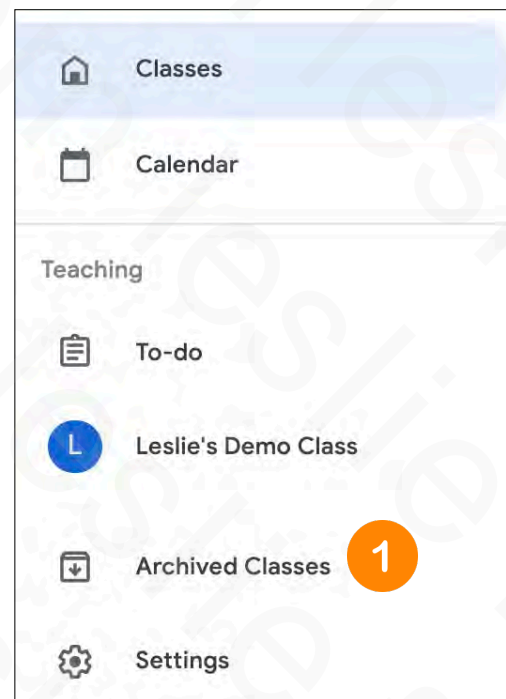 Classes
Calendar
Teaching
To-do
L Leslie's Demo Class
Archived Classes 1
Settings